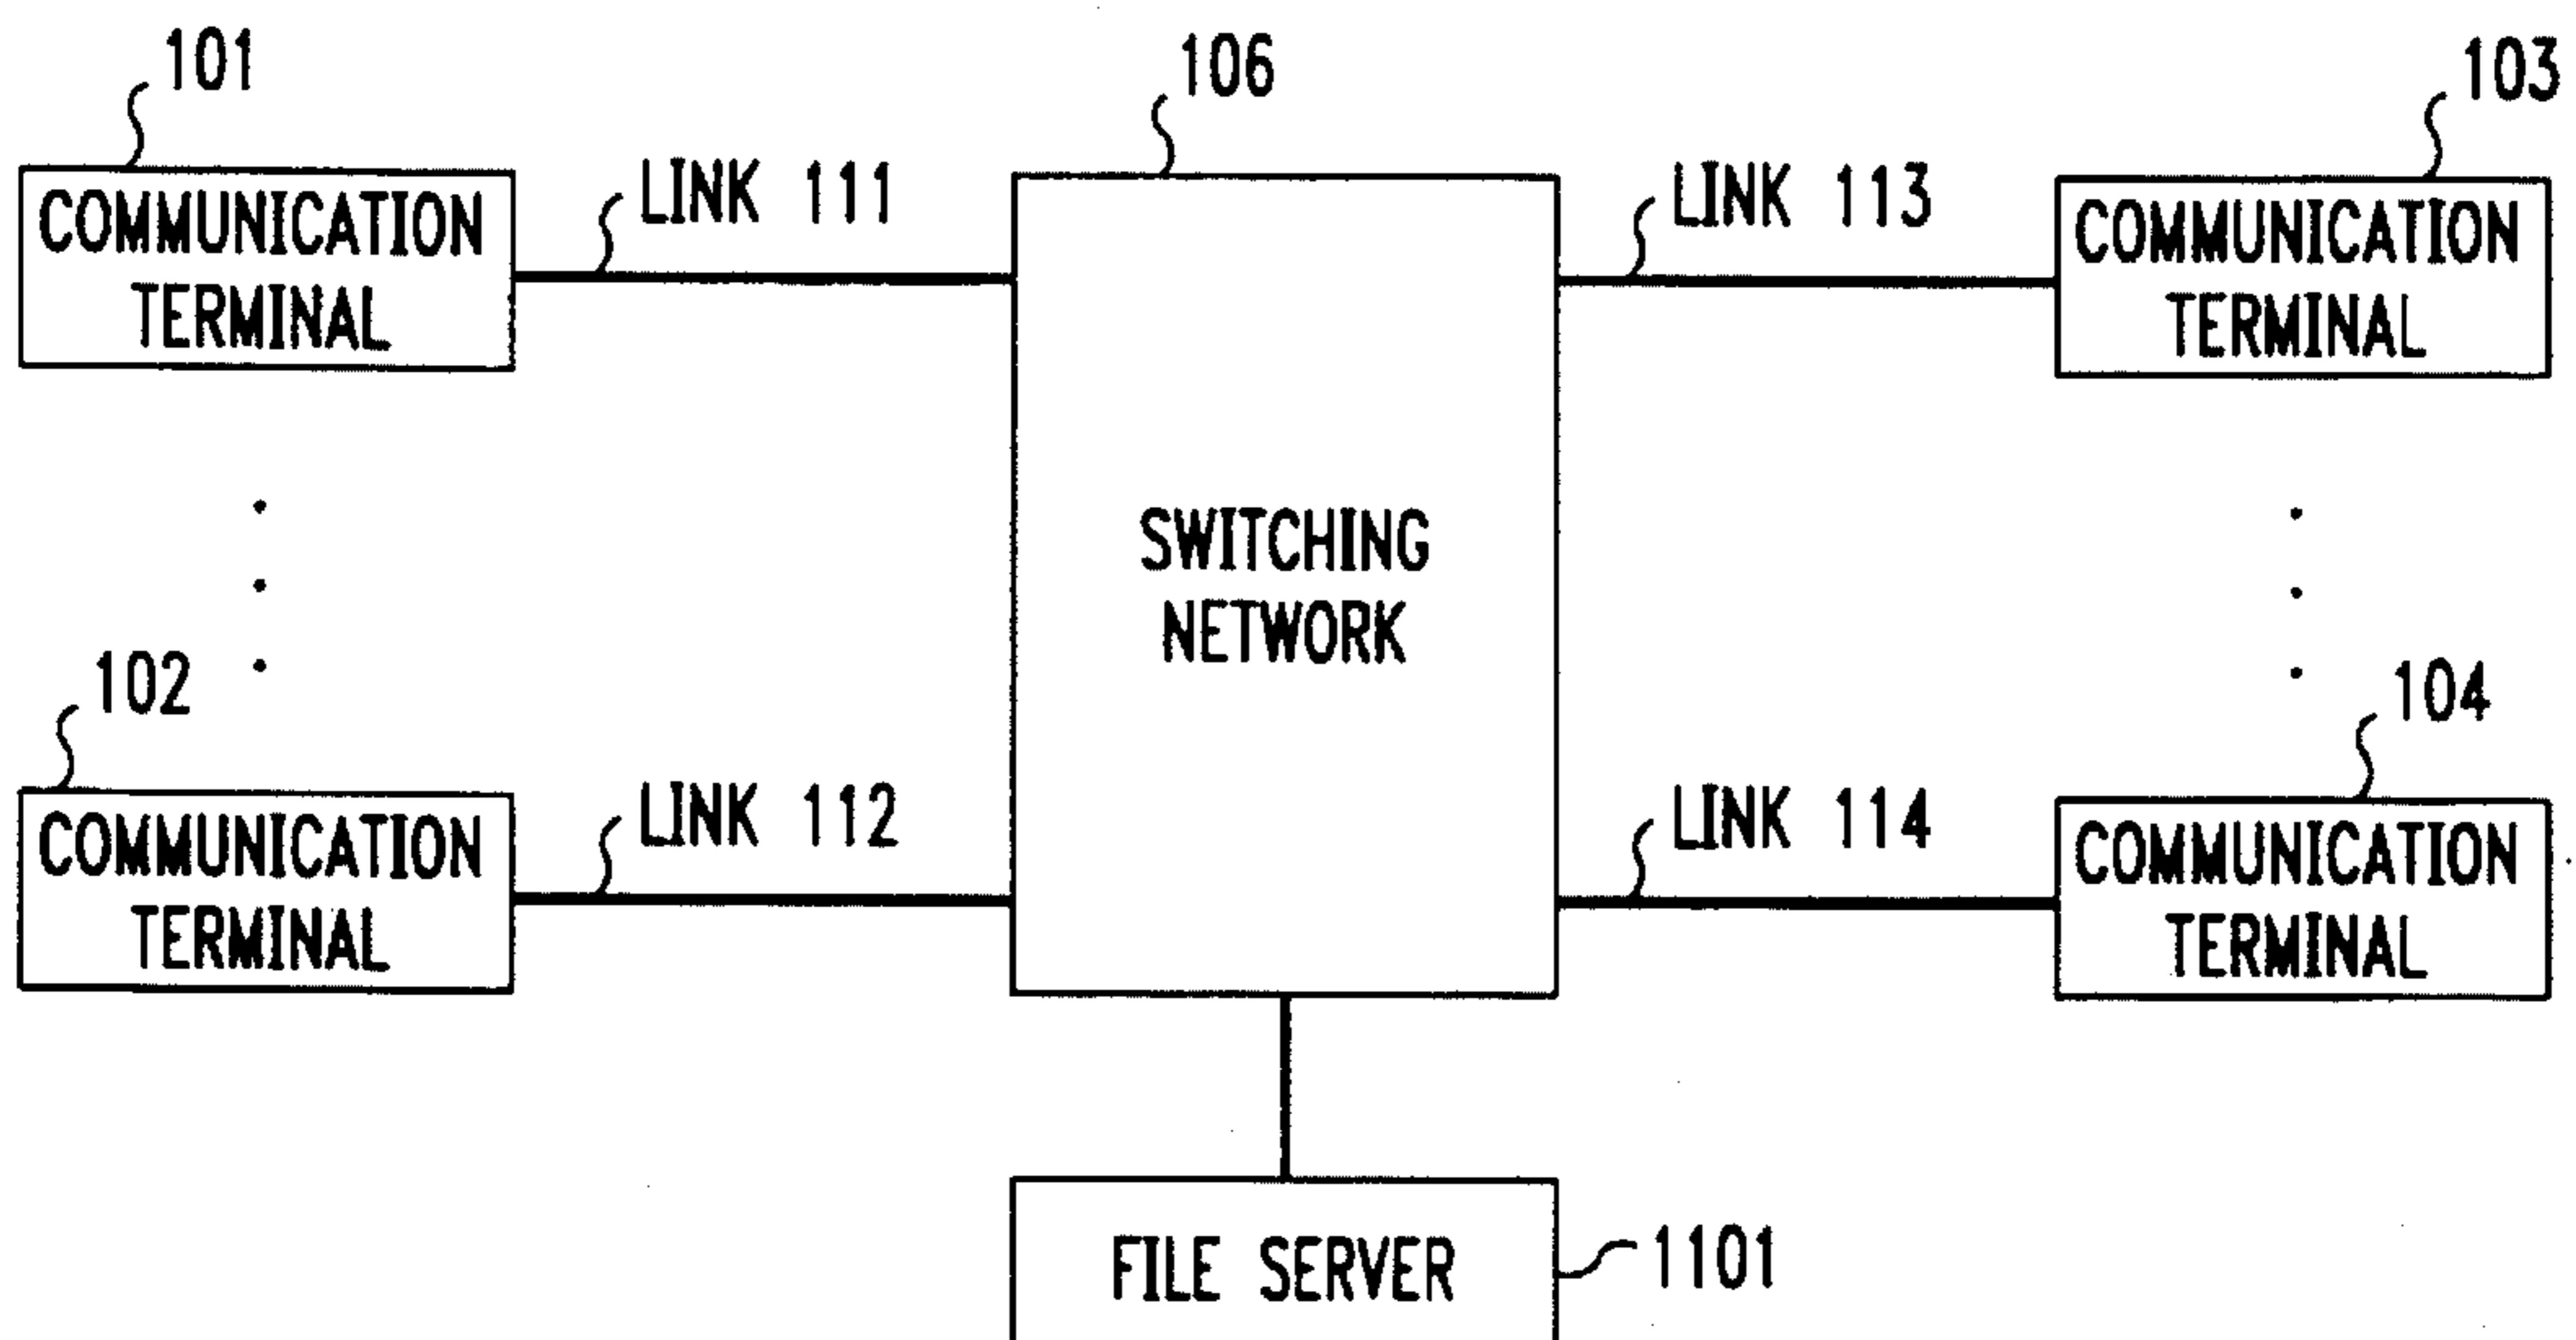 101
106
103
COMMUNICATION
TERMINAL
LINK 111
LINK 113
COMMUNICATION
TERMINAL
SWITCHING
NETWORK
102
104
COMMUNICATION
TERMINAL
LINK 112
LINK 114
COMMUNICATION
TERMINAL
FILE SERVER
1101